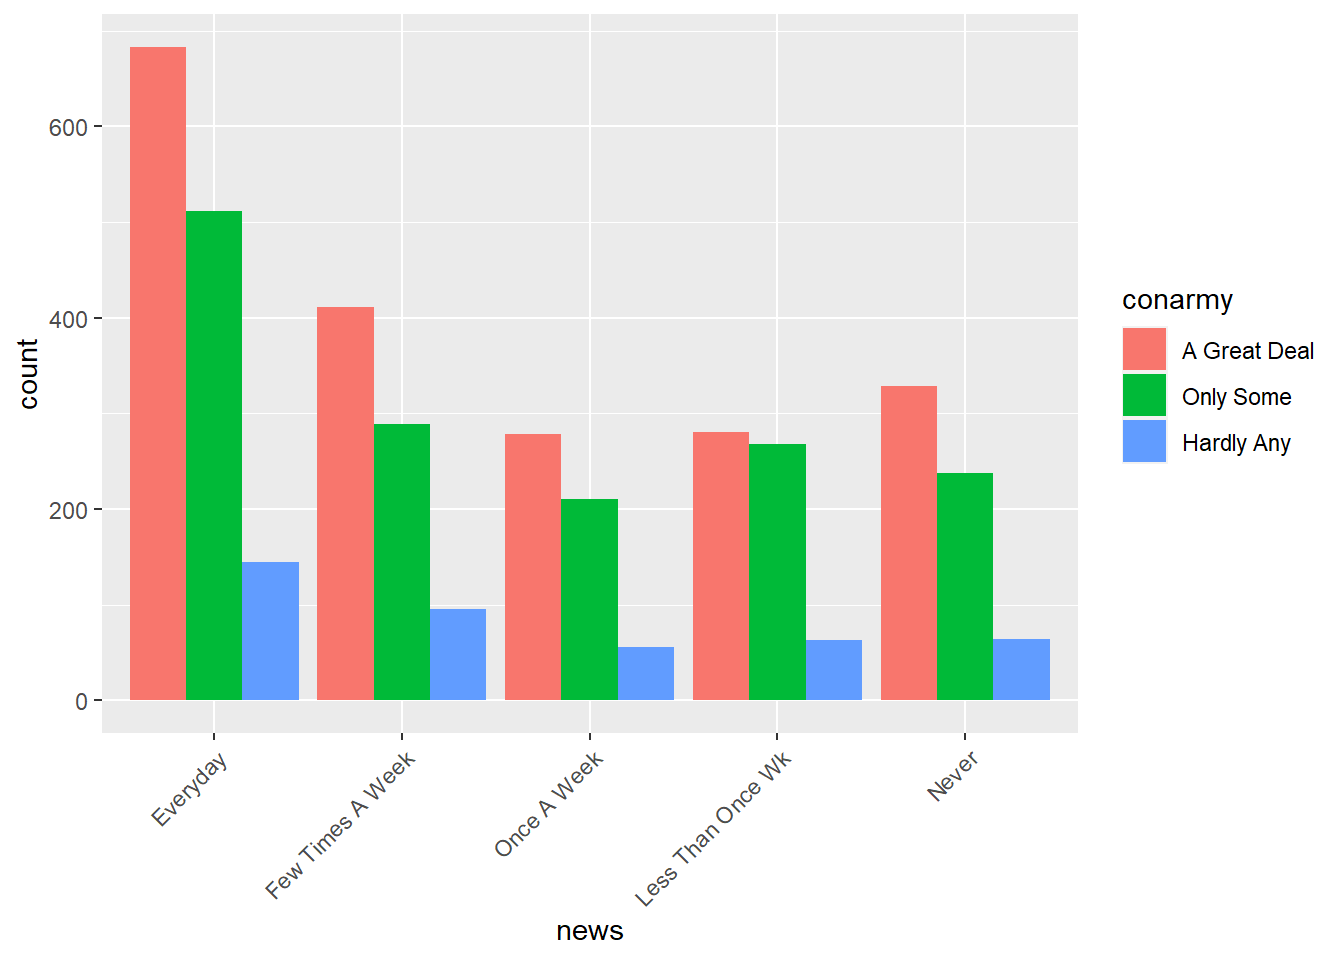 600
400
200
0
count
Everyday
Few Times A Week
Once A Week
Less Than Once Wk
Never
news
conarmy
A Great Deal
Only Some
Hardly Any